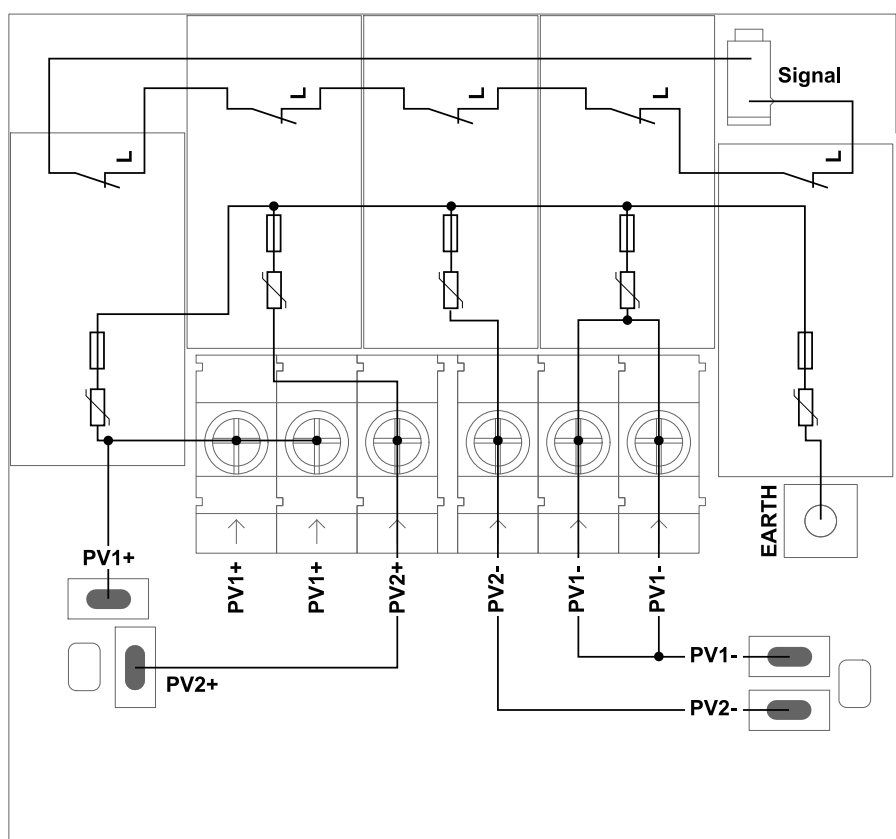 Signal
L
L
L
L
L
EARTH
PV1+
PV1+
PV1+
PV2+
PV2-
PV1-
PV1-
PV2+
PV1-
PV2-